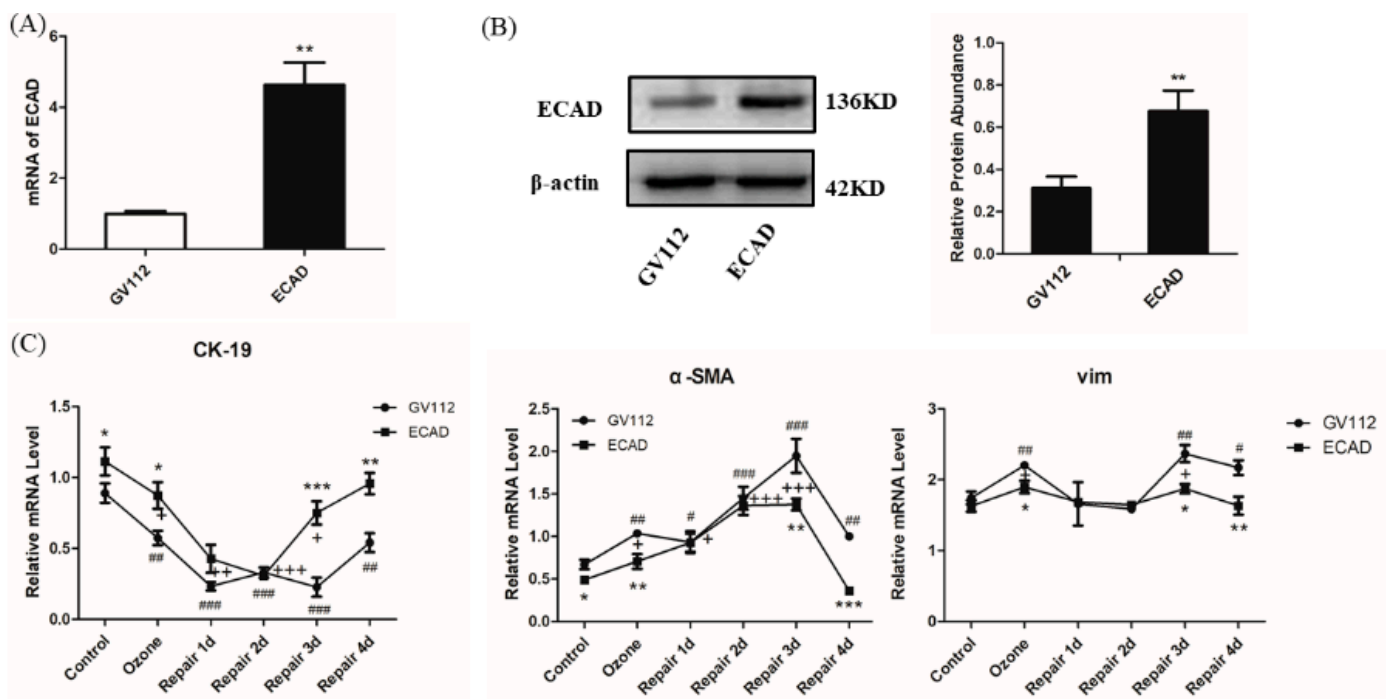 (A)
6
4
2
0
mRNA of ECAD
**
GV112
ECAD
(B)
ECAD
136KD
β-actin
42KD
GV112
ECAD
Relative Protein Abundance
1.0
0.8
0.6
0.4
0.2
0.0
**
GV112
ECAD
(C)
CK-19
Relative mRNA Level
1.5
1.0
0.5
0.0
GV112
ECAD
*
*
+
##
++
###
+++
###
***
+
###
**
##
Control
Ozone
Repair 1d
Repair 2d
Repair 3d
Repair 4d
α -SMA
Relative mRNA Level
2.5
2.0
1.5
1.0
0.5
0.0
GV112
ECAD
*
##
+
**
#
+
###
+++
###
+++
**
##
***
Control
Ozone
Repair 1d
Repair 2d
Repair 3d
Repair 4d
vim
Relative mRNA Level
3
2
1
0
GV112
ECAD
##
+
*
##
+
*
#
**
Control
Ozone
Repair 1d
Repair 2d
Repair 3d
Repair 4d